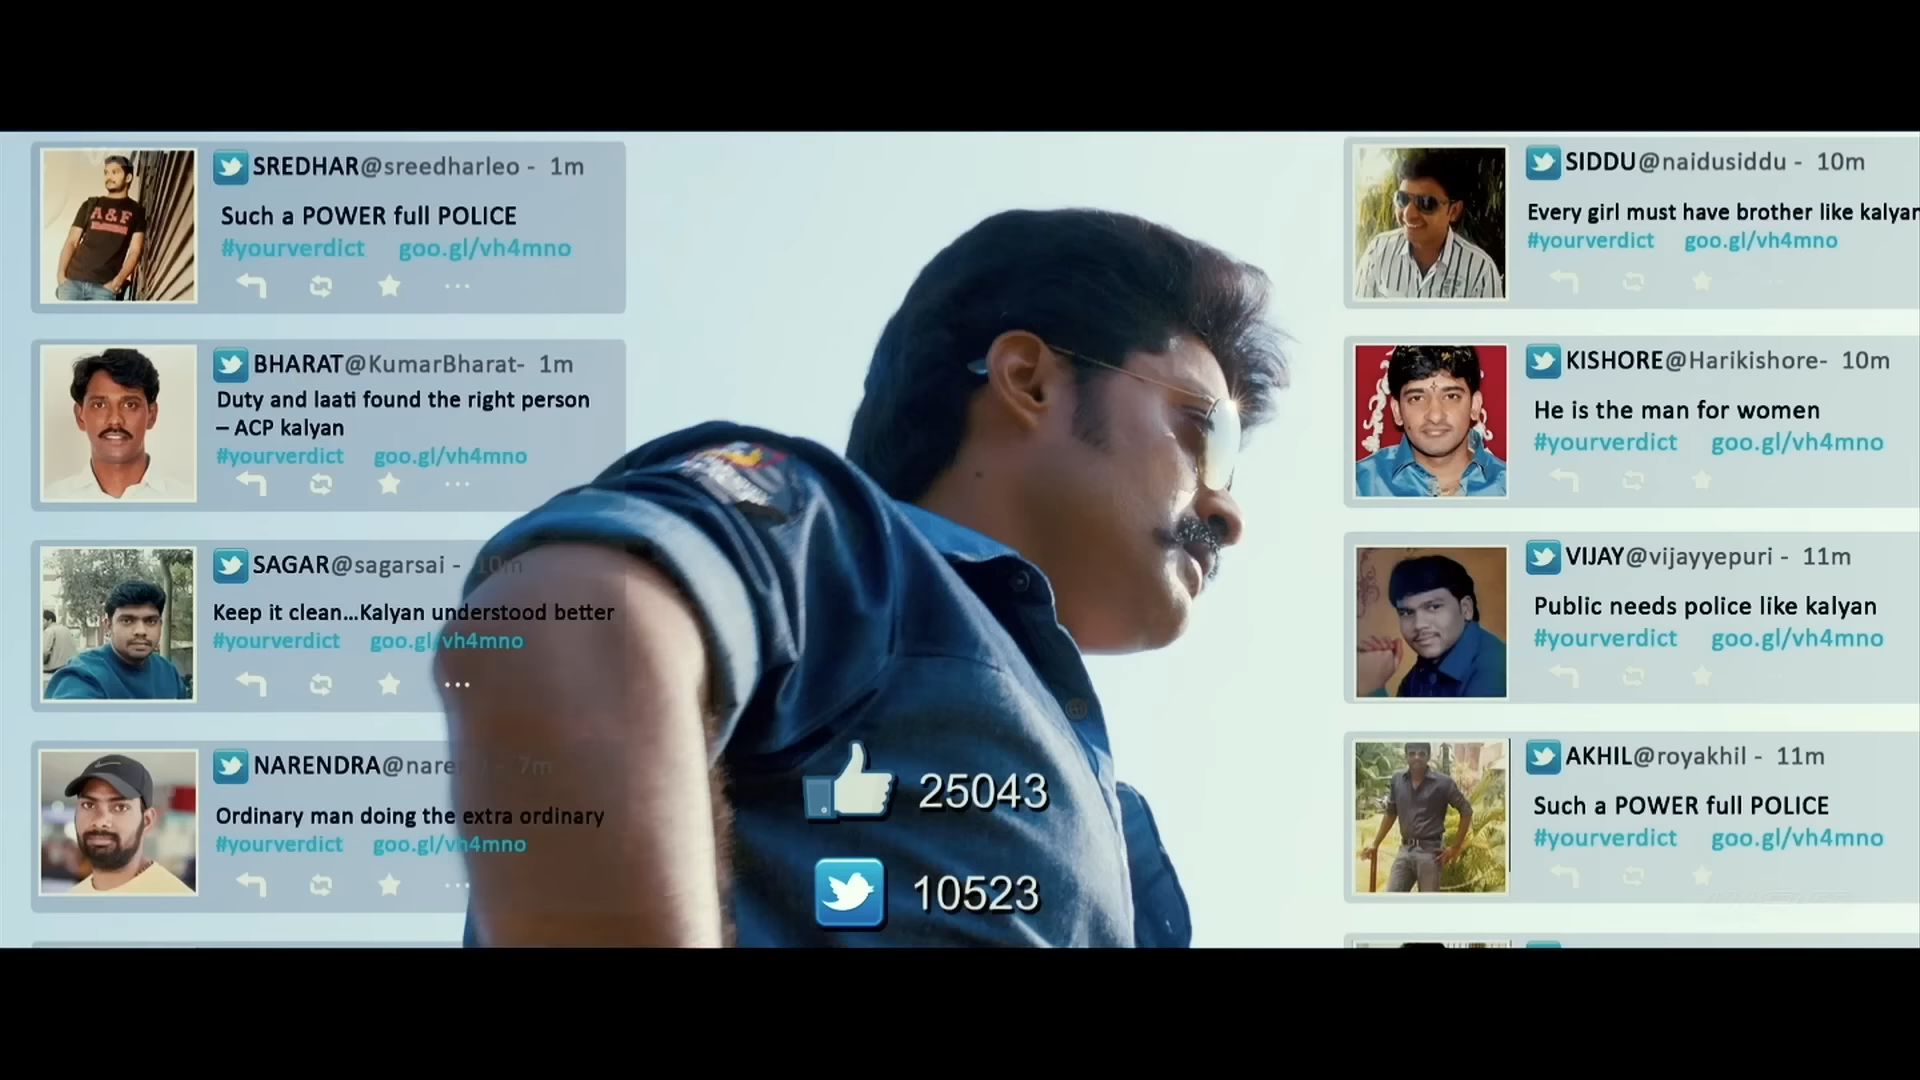 SREDHAR@sreedharleo - 1m
Such a POWER full POLICE
#yourverdict goo.gl/vh4mno
BHARAT@KumarBharat- 1m
Duty and laati found the right person
– ACP kalyan
#yourverdict goo.gl/vh4mno
SAGAR@sagarsai - 10m
Keep it clean...Kalyan understood better
#yourverdict goo.gl/vh4mno
NARENDRA 7m
Ordinary man doing the extra ordinary
#yourverdict goo.gl/vh4mno
A&F
25043
10523
SIDDU@naidusiddu - 10m
Every girl must have brother like kalyan
#yourverdict goo.gl/vh4mno
KISHORE@Harikishore- 10m
He is the man for women
#yourverdict goo.gl/vh4mno
VIJAY@vijayyepuri - 11m
Public needs police like kalyan
#yourverdict goo.gl/vh4mno
AKHIL@royakhil - 11m
Such a POWER full POLICE
#yourverdict goo.gl/vh4mno